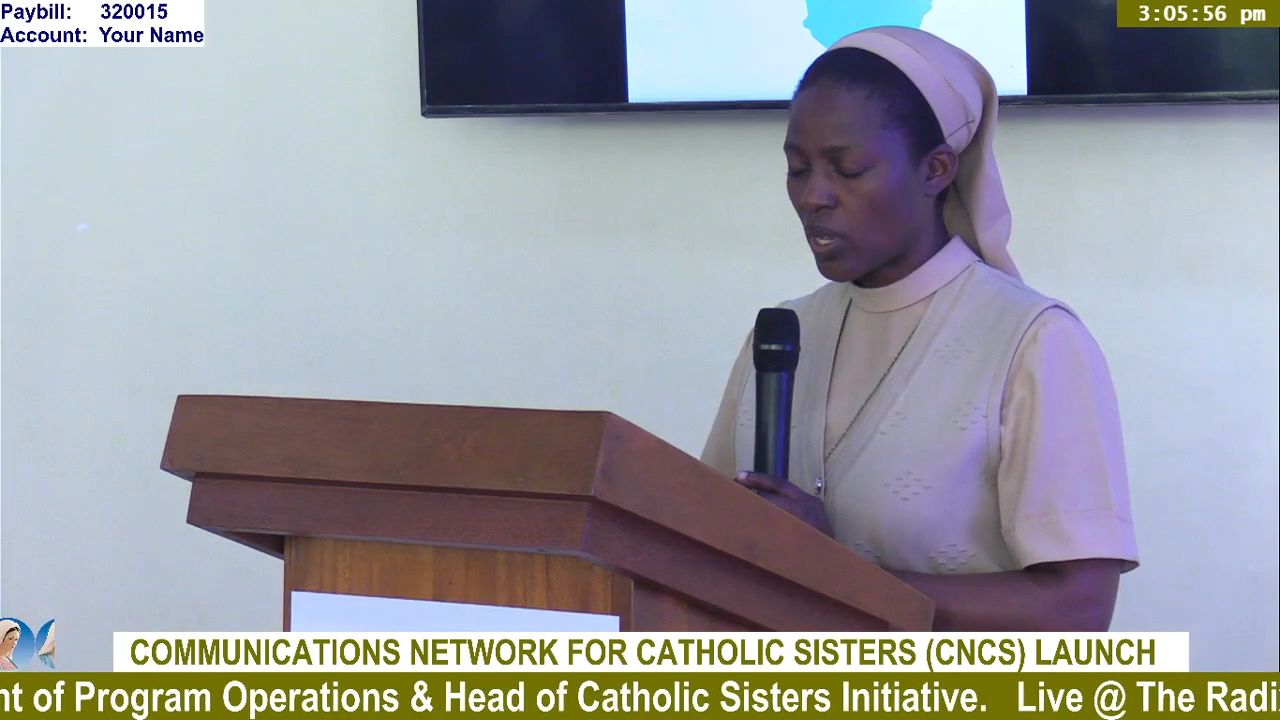 Paybill: 320015
Account: Your Name
3:05:56 pm
COMMUNICATIONS NETWORK FOR CATHOLIC SISTERS (CNCS) LAUNCH
nt of Program Operations & Head of Catholic Sisters Initiative. Live @ The Radi